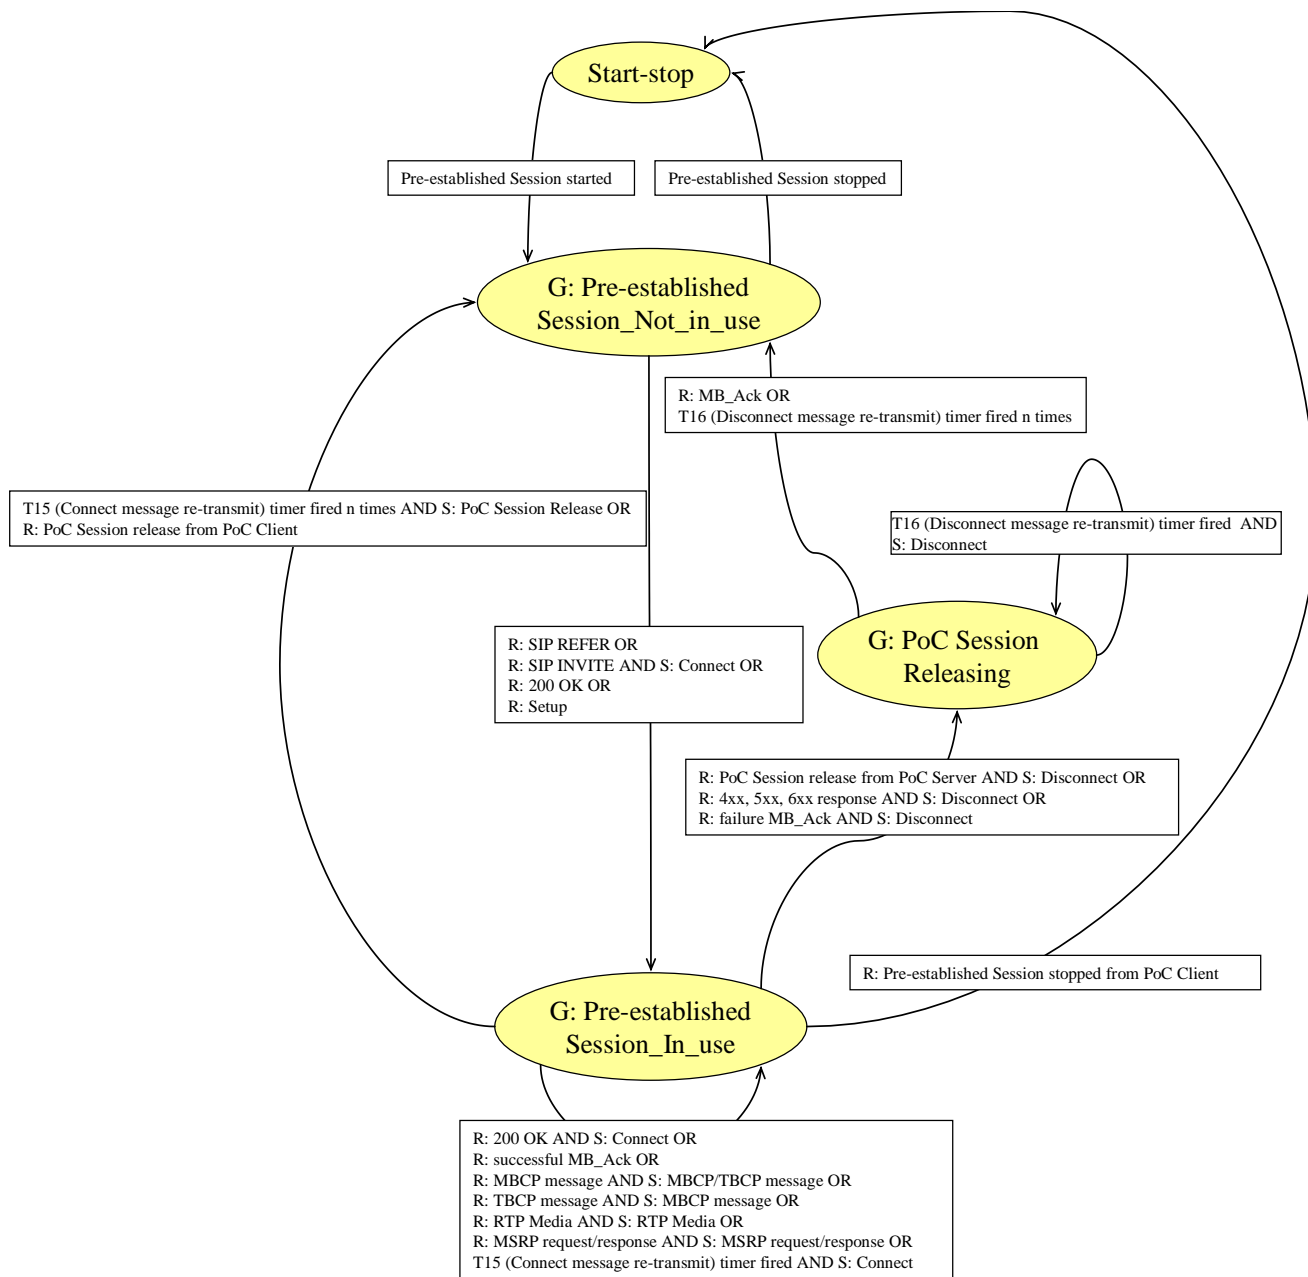 Start-stop
Pre-established Session started
Pre-established Session stopped
G: Pre-established
Session_Not_in_use
R: MB_Ack OR
T16 (Disconnect message re-transmit) timer fired n times
T15 (Connect message re-transmit) timer fired n times AND S: PoC Session Release OR
R: PoC Session release from PoC Client
T16 (Disconnect message re-transmit) timer fired  AND
S: Disconnect
R: SIP REFER OR
R: SIP INVITE AND S: Connect OR
R: 200 OK OR
R: Setup
G: PoC Session
Releasing
R: PoC Session release from PoC Server AND S: Disconnect OR
R: 4xx, 5xx, 6xx response AND S: Disconnect OR
R: failure MB_Ack AND S: Disconnect
R: Pre-established Session stopped from PoC Client
G: Pre-established
Session_In_use
R: 200 OK AND S: Connect OR
R: successful MB_Ack OR
R: MBCP message AND S: MBCP/TBCP message OR
R: TBCP message AND S: MBCP message OR
R: RTP Media AND S: RTP Media OR
R: MSRP request/response AND S: MSRP request/response OR
T15 (Connect message re-transmit) timer fired AND S: Connect